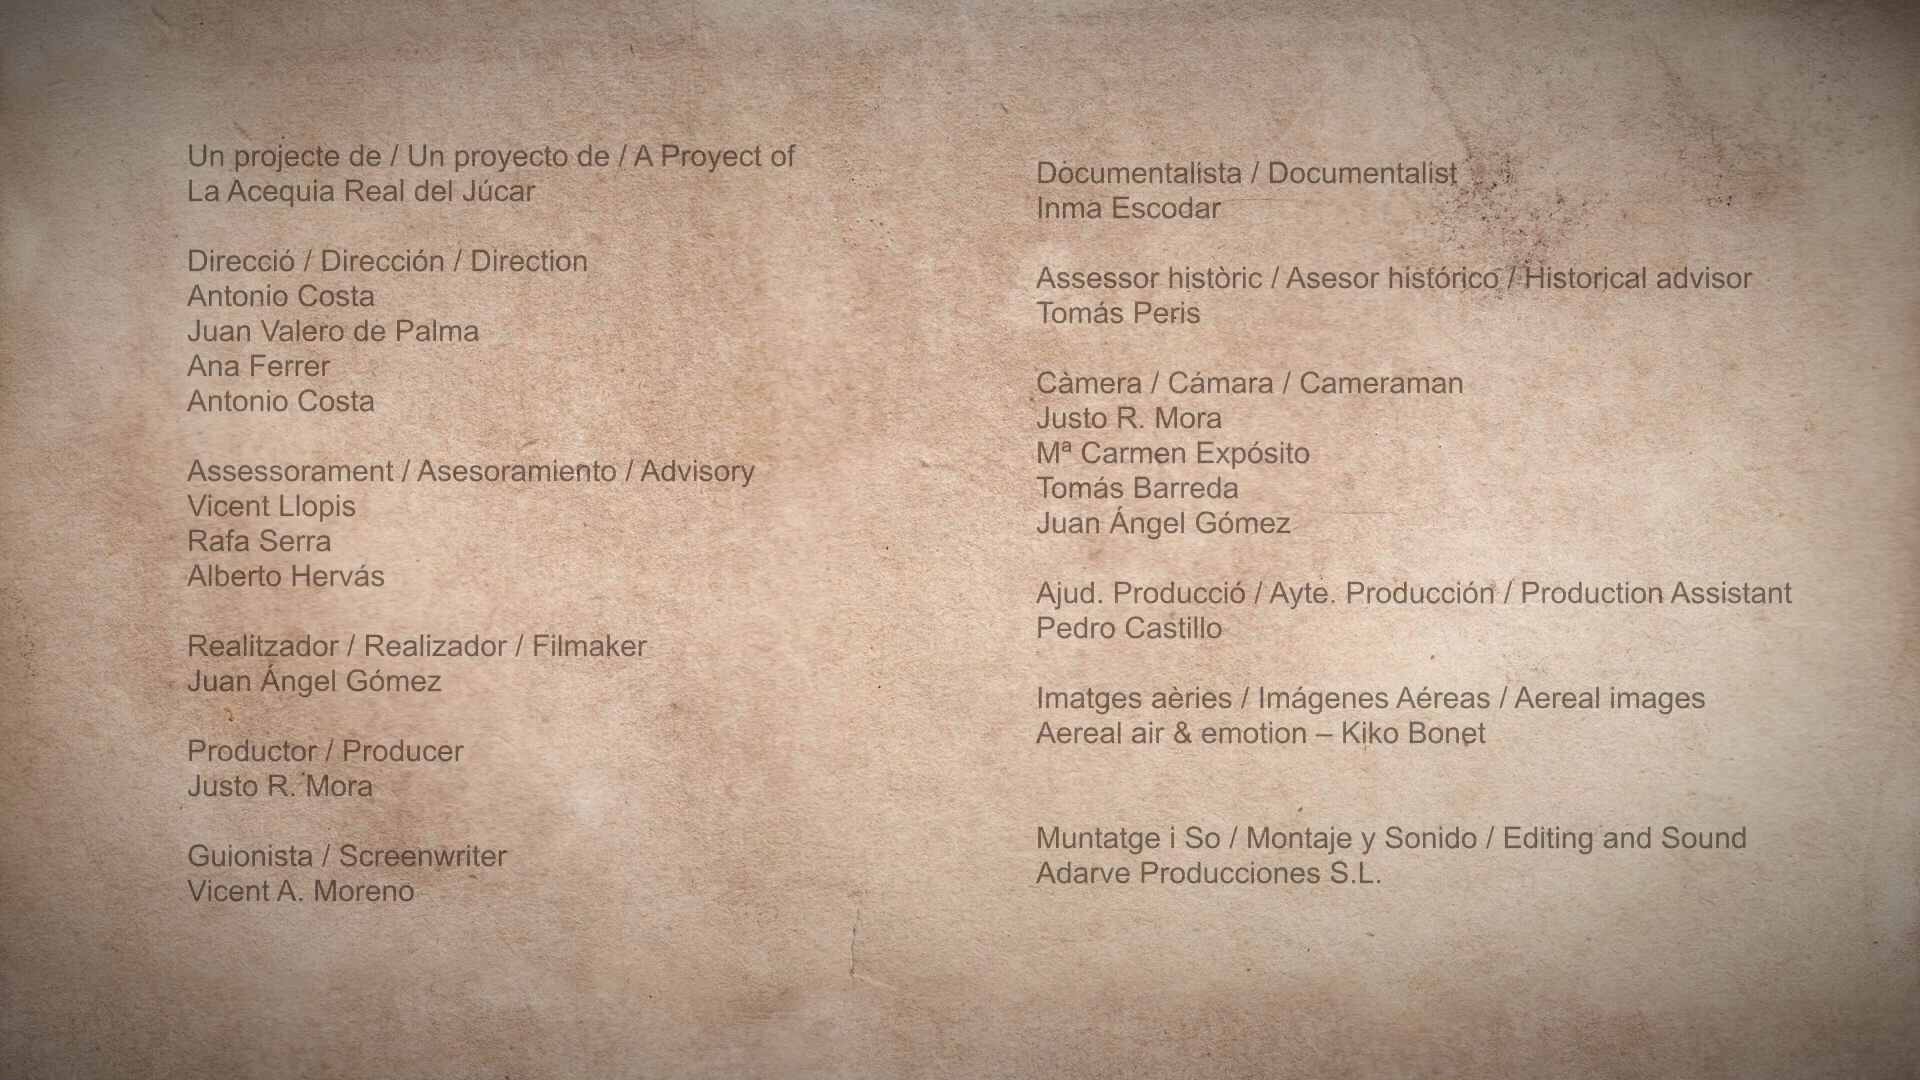 Un projecte de / Un proyecto de / A Proyect of
La Acequia Real del Júcar
Direcció / Dirección / Direction
Antonio Costa
Juan Valero de Palma
Ana Ferrer
Antonio Costa
Assessorament / Asesoramiento / Advisory
Vicent Llopis
Rafa Serra
Alberto Hervás
Realitzador / Realizador / Filmaker
Juan Ángel Gómez
Productor / Producer
Justo R. Mora
Guionista / Screenwriter
Vicent A. Moreno
Documentalista / Documentalist
Inma Escodar
Assessor històric / Asesor histórico / Historical advisor
Tomás Peris
Càmera / Cámara / Cameraman
Justo R. Mora
Mª Carmen Expósito
Tomás Barreda
Juan Ángel Gómez
Ajud. Producció / Ayte. Producción / Production Assistant
Pedro Castillo
Imatges aèries / Imágenes Aéreas / Aereal images
Aereal air & emotion – Kiko Bonet
Muntatge i So / Montaje y Sonido / Editing and Sound
Adarve Producciones S.L.